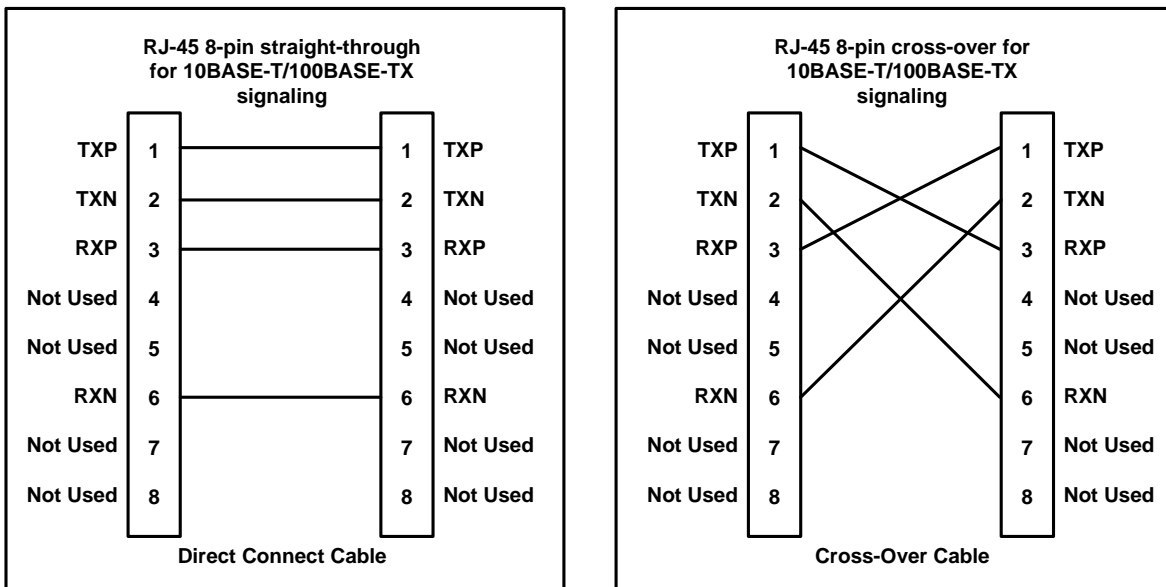 RJ-45 8-pin straight-through
for 10BASE-T/100BASE-TX
signaling
TXP 1 1 TXP
TXN 2 2 TXN
RXP 3 3 RXP
Not Used 4 4 Not Used
Not Used 5 5 Not Used
RXN 6 6 RXN
Not Used 7 7 Not Used
Not Used 8 8 Not Used
Direct Connect Cable
RJ-45 8-pin cross-over for
10BASE-T/100BASE-TX
signaling
TXP 1 1 TXP
TXN 2 2 TXN
RXP 3 3 RXP
Not Used 4 4 Not Used
Not Used 5 5 Not Used
RXN 6 6 RXN
Not Used 7 7 Not Used
Not Used 8 8 Not Used
Cross-Over Cable